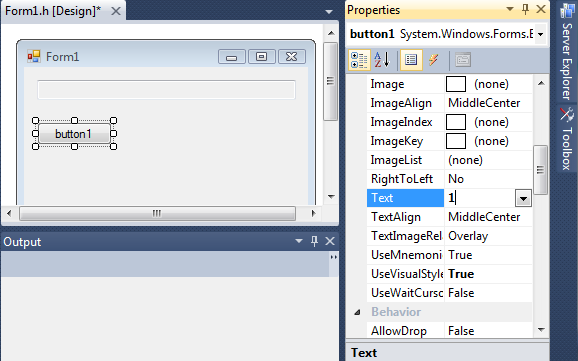 Form1.h [Design]*
Form1
button1
Output
Properties
button1 System.Windows.Forms.B
Image (none)
ImageAlign MiddleCenter
ImageIndex (none)
ImageKey (none)
ImageList (none)
RightToLeft No
Text 1
TextAlign MiddleCenter
TextImageRela Overlay
UseMnemoni True
UseVisualStyle True
UseWaitCurso False
Behavior
AllowDrop False
Text
Server Explorer
Toolbox